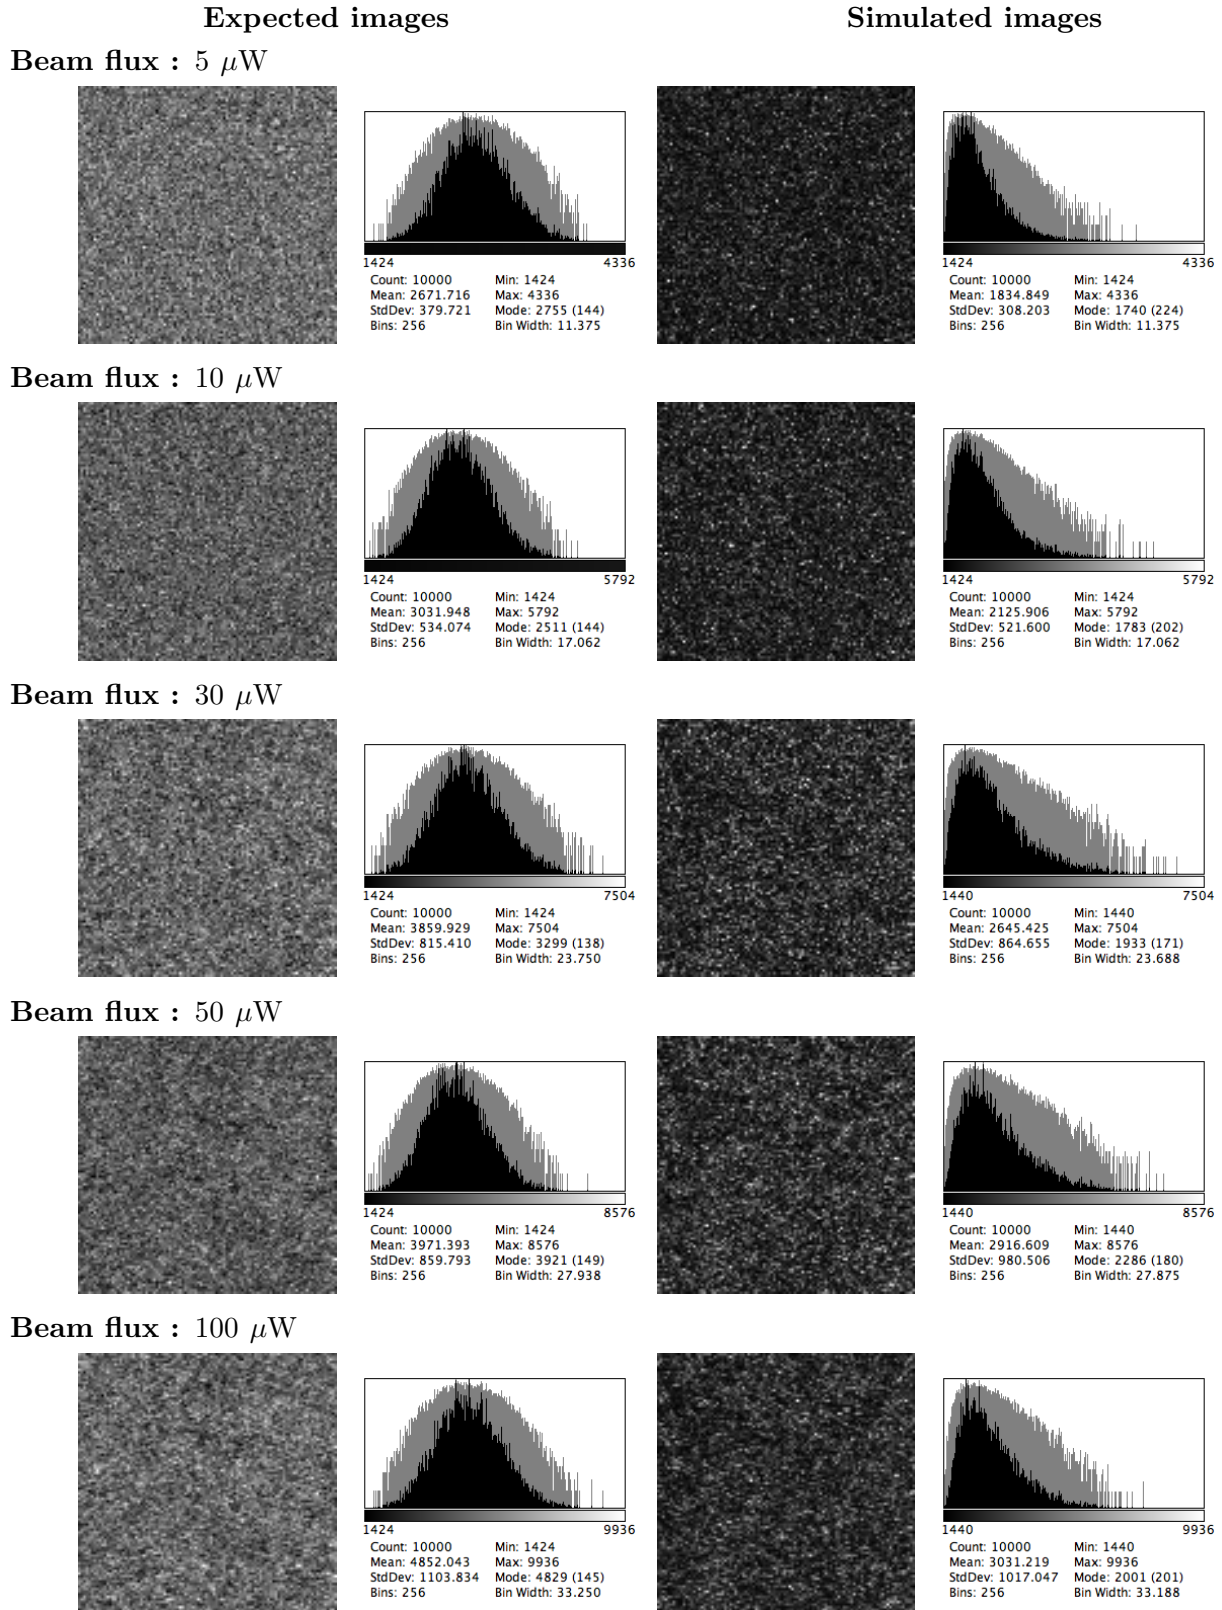 Expected images
Simulated images
Beam flux : 5 μW
1424 4336
Count: 10000 Min: 1424
Mean: 2671.716 Max: 4336
StdDev: 379.721 Mode: 2755 (144)
Bins: 256 Bin Width: 11.375
1424 4336
Count: 10000 Min: 1424
Mean: 1834.849 Max: 4336
StdDev: 308.203 Mode: 1740 (224)
Bins: 256 Bin Width: 11.375
Beam flux : 10 μW
1424 5792
Count: 10000 Min: 1424
Mean: 3031.948 Max: 5792
StdDev: 534.074 Mode: 2511 (144)
Bins: 256 Bin Width: 17.062
1424 5792
Count: 10000 Min: 1424
Mean: 2125.906 Max: 5792
StdDev: 521.600 Mode: 1783 (202)
Bins: 256 Bin Width: 17.062
Beam flux : 30 μW
1424 7504
Count: 10000 Min: 1424
Mean: 3859.929 Max: 7504
StdDev: 815.410 Mode: 3299 (138)
Bins: 256 Bin Width: 23.750
1440 7504
Count: 10000 Min: 1440
Mean: 2645.425 Max: 7504
StdDev: 864.655 Mode: 1933 (171)
Bins: 256 Bin Width: 23.688
Beam flux : 50 μW
1424 8576
Count: 10000 Min: 1424
Mean: 3971.393 Max: 8576
StdDev: 859.793 Mode: 3921 (149)
Bins: 256 Bin Width: 27.938
1440 8576
Count: 10000 Min: 1440
Mean: 2916.609 Max: 8576
StdDev: 980.506 Mode: 2286 (180)
Bins: 256 Bin Width: 27.875
Beam flux : 100 μW
1424 9936
Count: 10000 Min: 1424
Mean: 4852.043 Max: 9936
StdDev: 1103.834 Mode: 4829 (145)
Bins: 256 Bin Width: 33.250
1440 9936
Count: 10000 Min: 1440
Mean: 3031.219 Max: 9936
StdDev: 1017.047 Mode: 2001 (201)
Bins: 256 Bin Width: 33.188